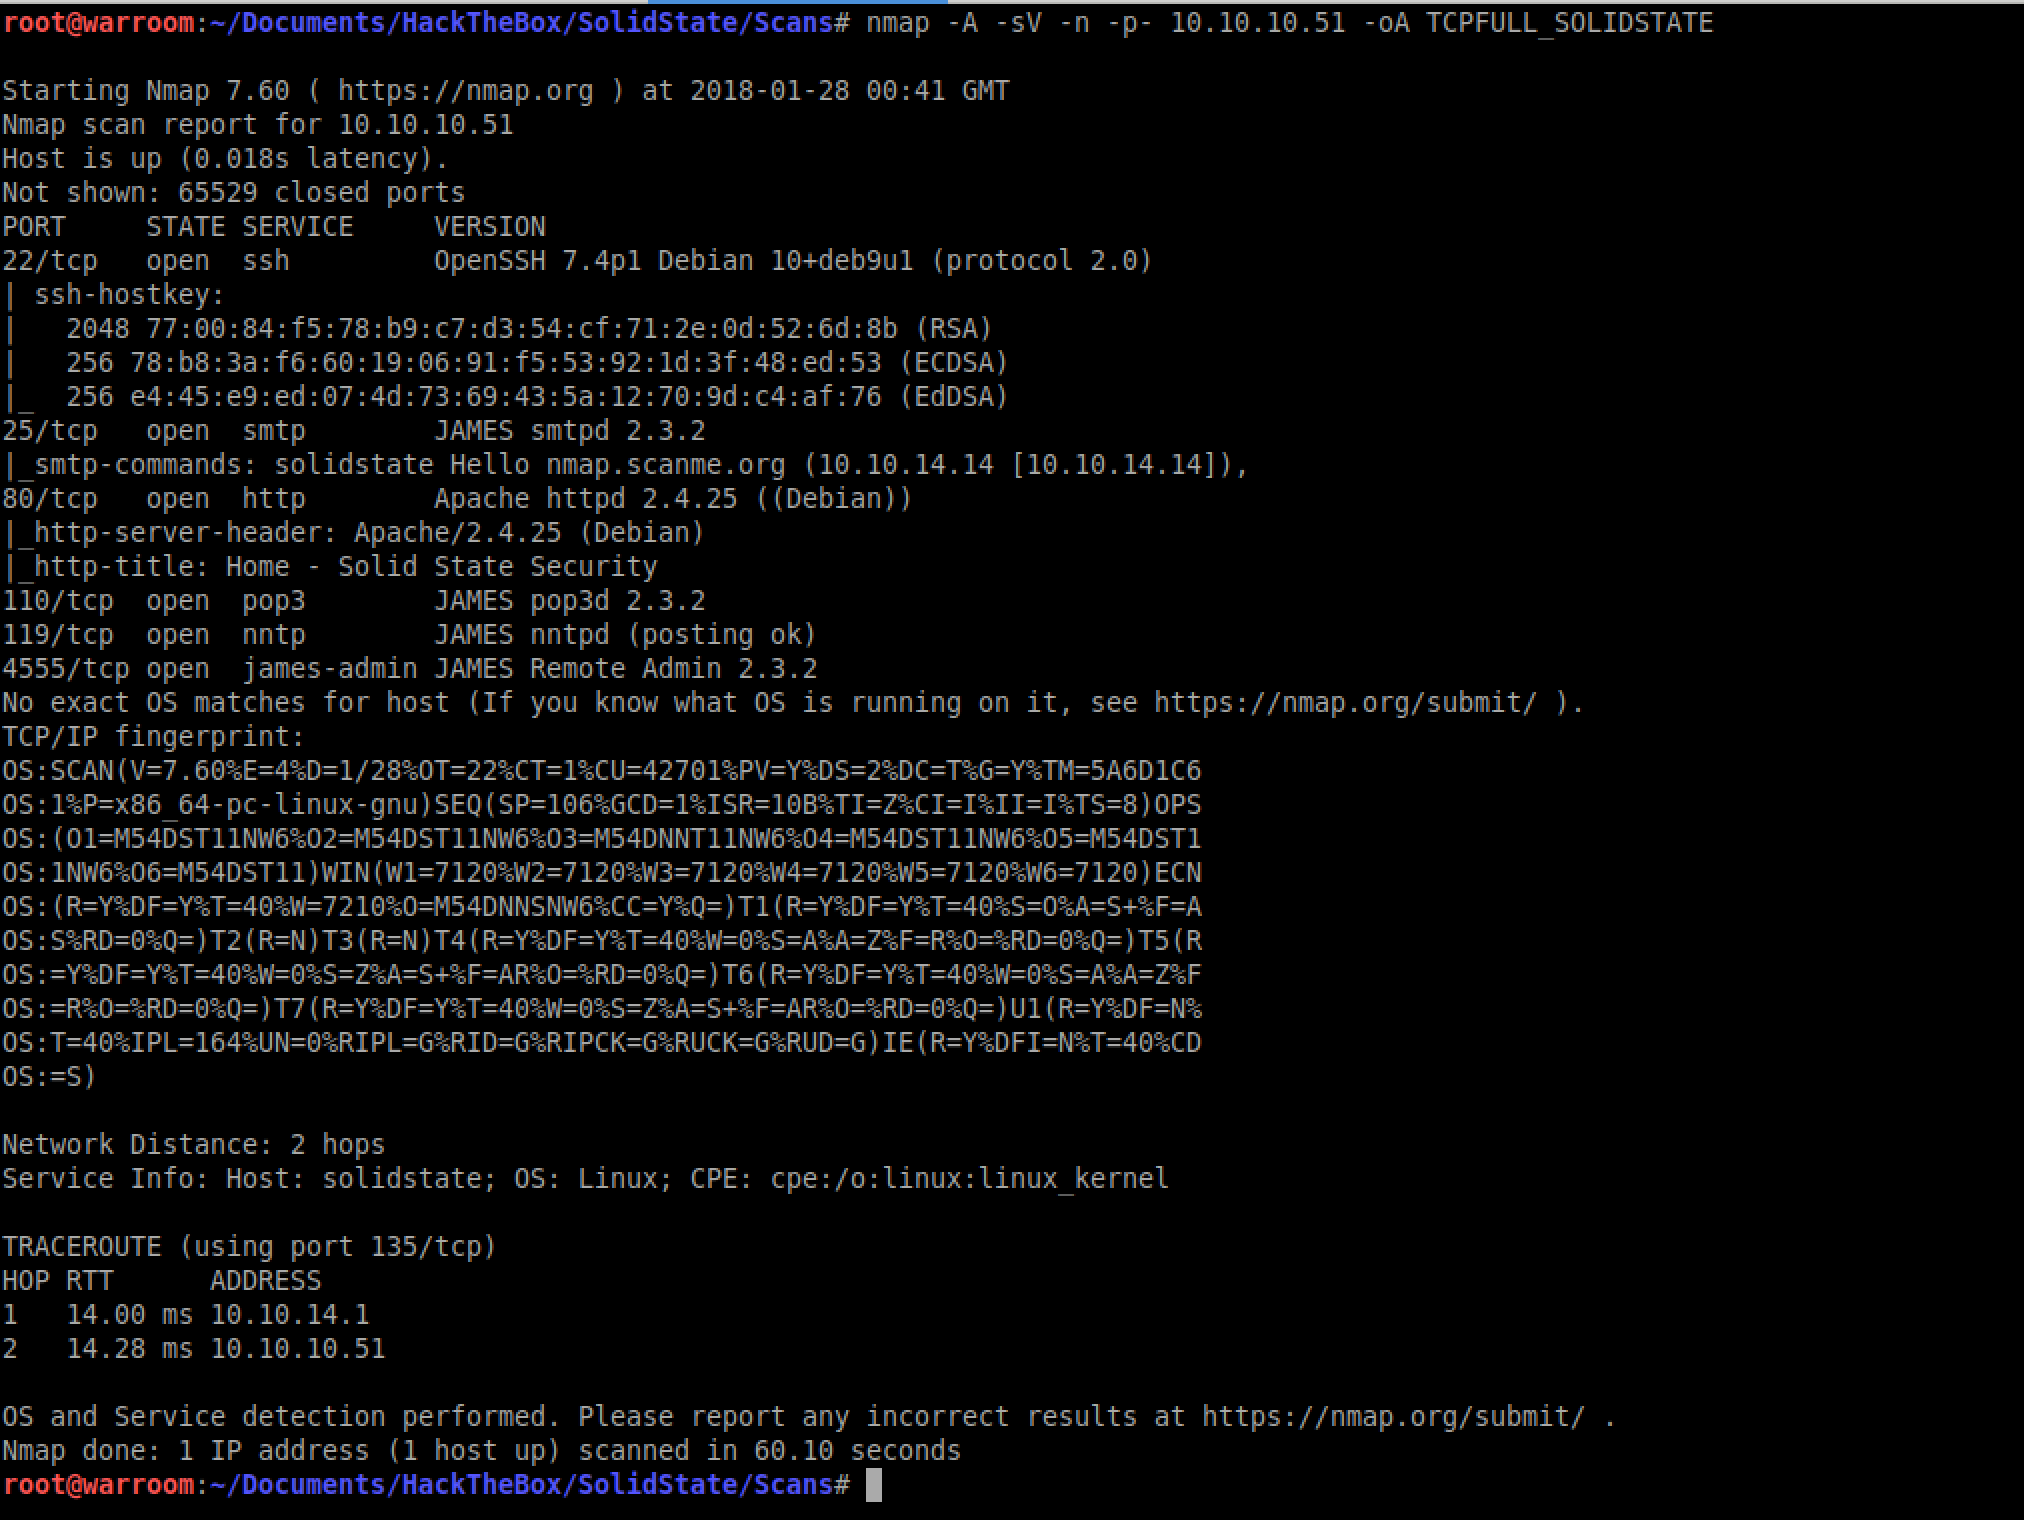 root@warroom:~/Documents/HackTheBox/SolidState/Scans# nmap -A -sV -n -p- 10.10.10.51 -oA TCPFULL_SOLIDSTATE
Starting Nmap 7.60 ( https://nmap.org ) at 2018-01-28 00:41 GMT
Nmap scan report for 10.10.10.51
Host is up (0.018s latency).
Not shown: 65529 closed ports
PORT     STATE SERVICE     VERSION
22/tcp   open  ssh         OpenSSH 7.4p1 Debian 10+deb9u1 (protocol 2.0)
| ssh-hostkey:
|   2048 77:00:84:f5:78:b9:c7:d3:54:cf:71:2e:0d:52:6d:8b (RSA)
|   256 78:b8:3a:f6:60:19:06:91:f5:53:92:1d:3f:48:ed:53 (ECDSA)
|_  256 e4:45:e9:ed:07:4d:73:69:43:5a:12:70:9d:c4:af:76 (EdDSA)
25/tcp   open  smtp        JAMES smtpd 2.3.2
|_smtp-commands: solidstate Hello nmap.scanme.org (10.10.14.14 [10.10.14.14]),
80/tcp   open  http        Apache httpd 2.4.25 ((Debian))
|_http-server-header: Apache/2.4.25 (Debian)
|_http-title: Home - Solid State Security
110/tcp  open  pop3        JAMES pop3d 2.3.2
119/tcp  open  nntp        JAMES nntpd (posting ok)
4555/tcp open  james-admin JAMES Remote Admin 2.3.2
No exact OS matches for host (If you know what OS is running on it, see https://nmap.org/submit/ ).
TCP/IP fingerprint:
OS:SCAN(V=7.60%E=4%D=1/28%OT=22%CT=1%CU=42701%PV=Y%DS=2%DC=T%G=Y%TM=5A6D1C6
OS:1%P=x86_64-pc-linux-gnu)SEQ(SP=106%GCD=1%ISR=10B%TI=Z%CI=I%II=I%TS=8)OPS
OS:(O1=M54DST11NW6%O2=M54DST11NW6%O3=M54DNNT11NW6%O4=M54DST11NW6%O5=M54DST1
OS:1NW6%O6=M54DST11)WIN(W1=7120%W2=7120%W3=7120%W4=7120%W5=7120%W6=7120)ECN
OS:(R=Y%DF=Y%T=40%W=7210%O=M54DNNSNW6%CC=Y%Q=)T1(R=Y%DF=Y%T=40%S=O%A=S+%F=A
OS:S%RD=0%Q=)T2(R=N)T3(R=N)T4(R=Y%DF=Y%T=40%W=0%S=A%A=Z%F=R%O=%RD=0%Q=)T5(R
OS:=Y%DF=Y%T=40%W=0%S=Z%A=S+%F=AR%O=%RD=0%Q=)T6(R=Y%DF=Y%T=40%W=0%S=A%A=Z%F
OS:=R%O=%RD=0%Q=)T7(R=Y%DF=Y%T=40%W=0%S=Z%A=S+%F=AR%O=%RD=0%Q=)U1(R=Y%DF=N%
OS:T=40%IPL=164%UN=0%RIPL=G%RID=G%RIPCK=G%RUCK=G%RUD=G)IE(R=Y%DFI=N%T=40%CD
OS:=S)
Network Distance: 2 hops
Service Info: Host: solidstate; OS: Linux; CPE: cpe:/o:linux:linux_kernel
TRACEROUTE (using port 135/tcp)
HOP RTT      ADDRESS
1   14.00 ms 10.10.14.1
2   14.28 ms 10.10.10.51
OS and Service detection performed. Please report any incorrect results at https://nmap.org/submit/ .
Nmap done: 1 IP address (1 host up) scanned in 60.10 seconds
root@warroom:~/Documents/HackTheBox/SolidState/Scans#